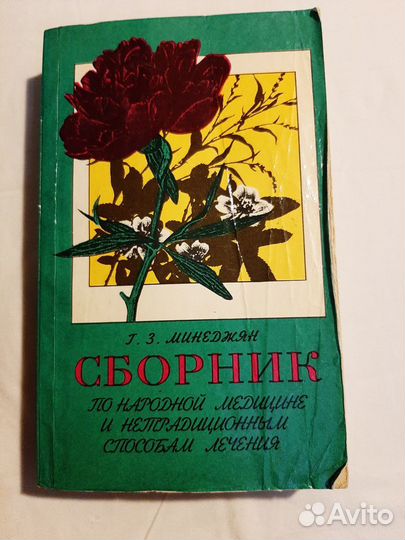 Г. З. МИНЕДЖЯН
СБОРНИК
ПО НАРОДНОЙ МЕДИЦИНЕ
И НЕТРАДИЦИОННЫМ
СПОСОБАМ ЛЕЧЕНИЯ
Avito